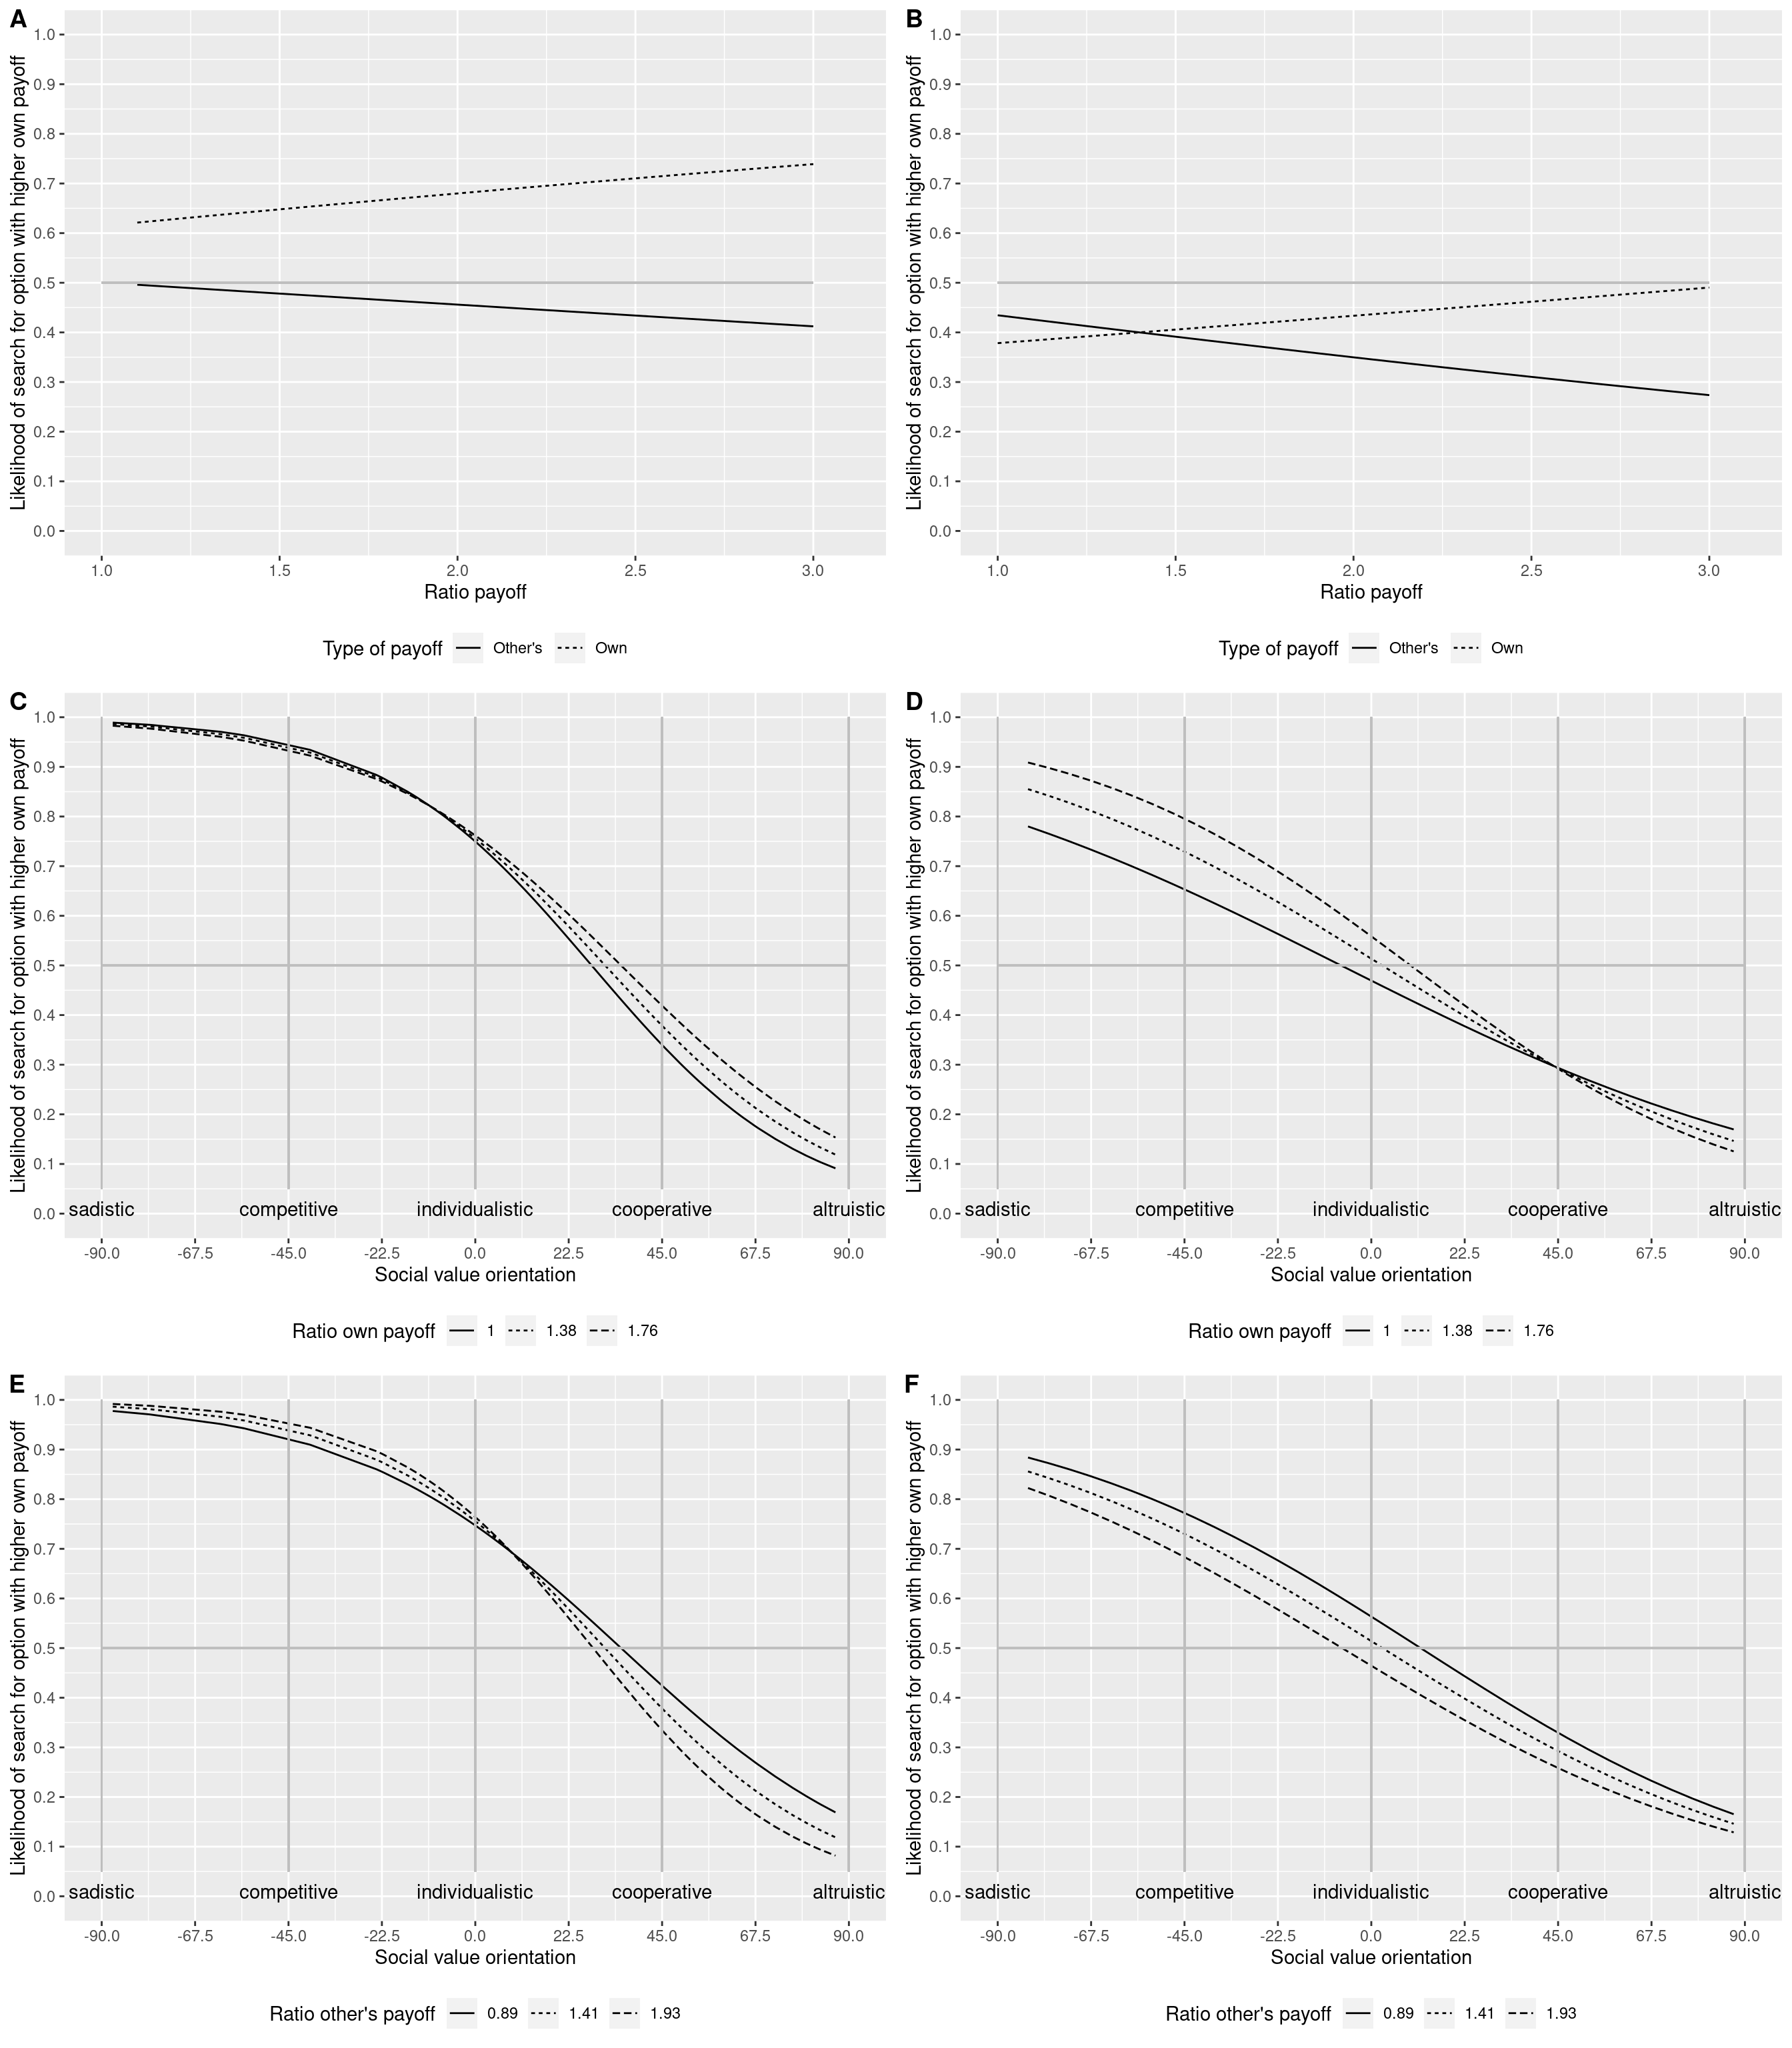 A
Likelihood of search for option with higher own payoff
1.0
0.9
0.8
0.7
0.6
0.5
0.4
0.3
0.2
0.1
0.0
1.0 1.5 2.0 2.5 3.0
Ratio payoff
Type of payoff Other's Own
B
Likelihood of search for option with higher own payoff
1.0
0.9
0.8
0.7
0.6
0.5
0.4
0.3
0.2
0.1
0.0
1.0 1.5 2.0 2.5 3.0
Ratio payoff
Type of payoff Other's Own
C
Likelihood of search for option with higher own payoff
1.0
0.9
0.8
0.7
0.6
0.5
0.4
0.3
0.2
0.1
0.0
sadistic competitive individualistic cooperative altruistic
-90.0 -67.5 -45.0 -22.5 0.0 22.5 45.0 67.5 90.0
Social value orientation
Ratio own payoff 1 1.38 1.76
D
Likelihood of search for option with higher own payoff
1.0
0.9
0.8
0.7
0.6
0.5
0.4
0.3
0.2
0.1
0.0
sadistic competitive individualistic cooperative altruistic
-90.0 -67.5 -45.0 -22.5 0.0 22.5 45.0 67.5 90.0
Social value orientation
Ratio own payoff 1 1.38 1.76
E
Likelihood of search for option with higher own payoff
1.0
0.9
0.8
0.7
0.6
0.5
0.4
0.3
0.2
0.1
0.0
sadistic competitive individualistic cooperative altruistic
-90.0 -67.5 -45.0 -22.5 0.0 22.5 45.0 67.5 90.0
Social value orientation
Ratio other's payoff 0.89 1.41 1.93
F
Likelihood of search for option with higher own payoff
1.0
0.9
0.8
0.7
0.6
0.5
0.4
0.3
0.2
0.1
0.0
sadistic competitive individualistic cooperative altruistic
-90.0 -67.5 -45.0 -22.5 0.0 22.5 45.0 67.5 90.0
Social value orientation
Ratio other's payoff 0.89 1.41 1.93